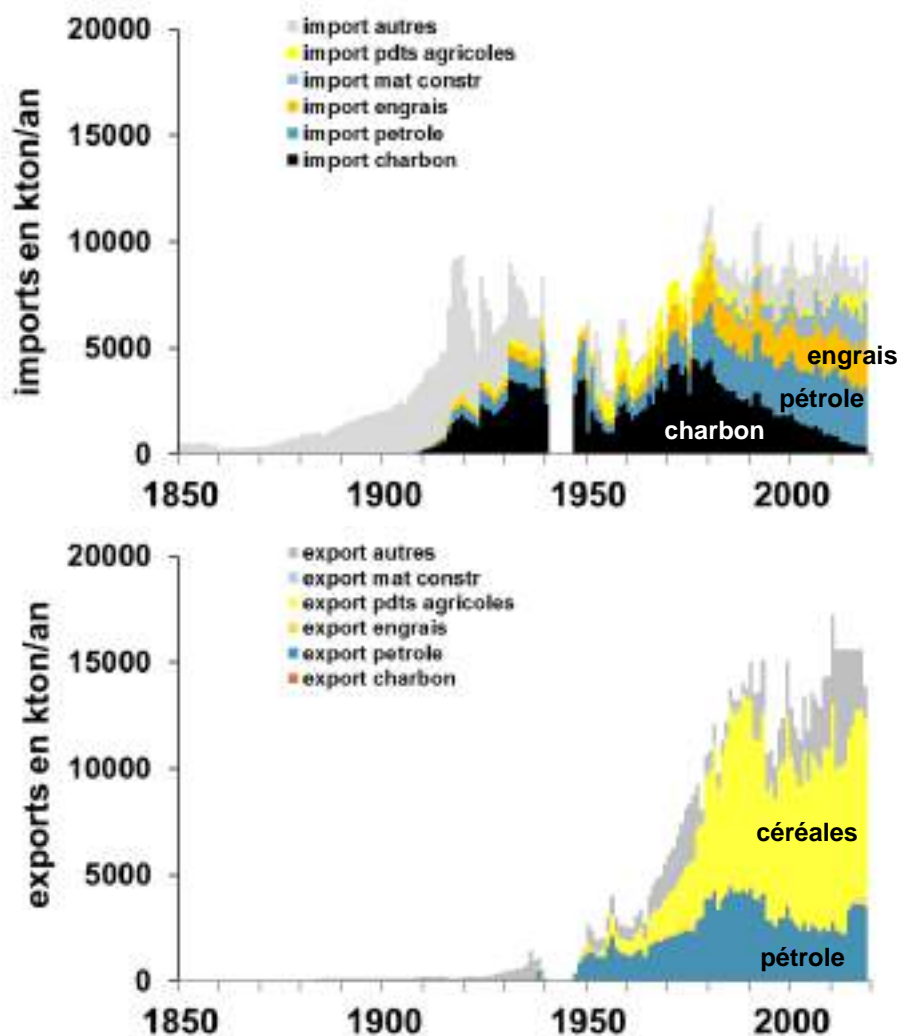 imports en kton/an
20000
15000
10000
5000
0
import autres
import pdts agricoles
import mat constr
import engrais
import petrole
import charbon
engrais
pétrole
charbon
1850 1900 1950 2000
exports en kton/an
20000
15000
10000
5000
0
export autres
export mat constr
export pdts agricoles
export engrais
export petrole
export charbon
céréales
pétrole
1850 1900 1950 2000